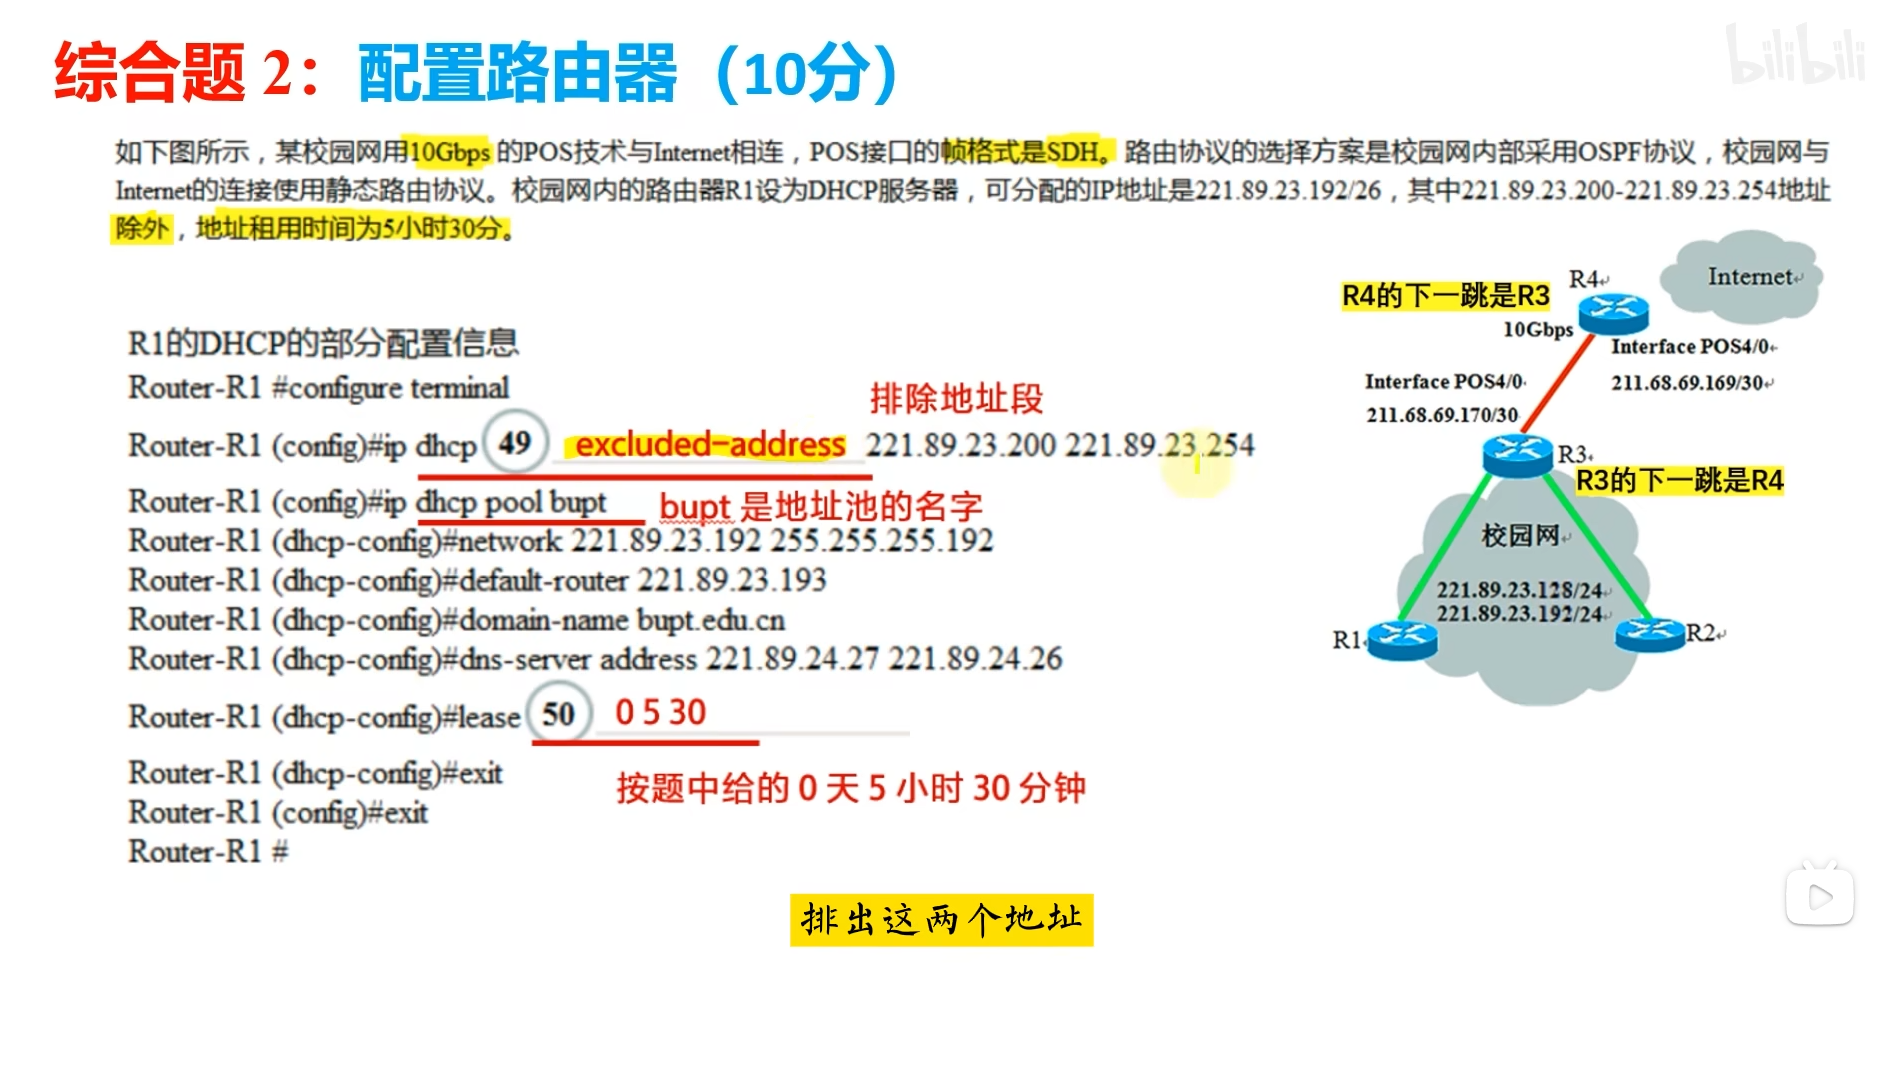 综合题 2：配置路由器（10分）
bilibili
如下图所示，某校园网用10Gbps 的POS技术与Internet相连，POS接口的帧格式是SDH。路由协议的选择方案是校园网内部采用OSPF协议，校园网与
Internet的连接使用静态路由协议。校园网内的路由器R1设为DHCP服务器，可分配的IP地址是221.89.23.192/26，其中221.89.23.200-221.89.23.254地址
除外，地址租用时间为5小时30分。
R1的DHCP的部分配置信息
Router-R1 #configure terminal
排除地址段
Router-R1 (config)#ip dhcp 49 excluded-address 221.89.23.200 221.89.23.254
Router-R1 (config)#ip dhcp pool bupt bupt 是地址池的名字
Router-R1 (dhcp-config)#network 221.89.23.192 255.255.255.192
Router-R1 (dhcp-config)#default-router 221.89.23.193
Router-R1 (dhcp-config)#domain-name bupt.edu.cn
Router-R1 (dhcp-config)#dns-server address 221.89.24.27 221.89.24.26
Router-R1 (dhcp-config)#lease 50 0 5 30
Router-R1 (dhcp-config)#exit
按题中给的 0 天 5 小时 30 分钟
Router-R1 (config)#exit
Router-R1 #
Internet
R4
R4的下一跳是R3
10Gbps
Interface POS4/0
211.68.69.169/30
Interface POS4/0
211.68.69.170/30
R3
R3的下一跳是R4
校园网
221.89.23.128/24
221.89.23.192/24
R1
R2
排出这两个地址